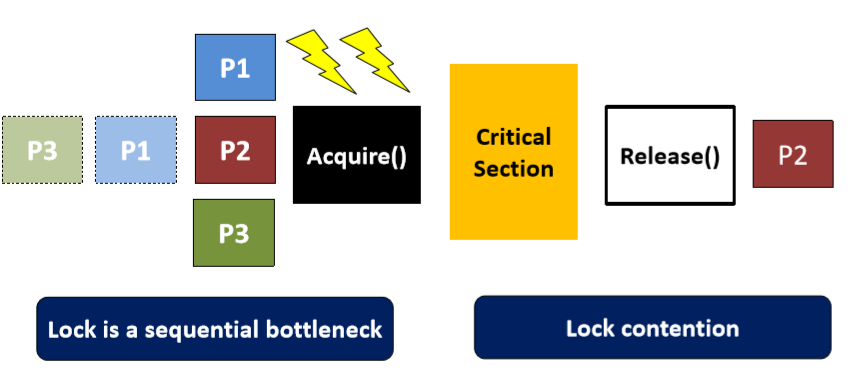 P1
P3
P1
P2
Acquire()
Critical
Section
Release()
P2
P3
Lock is a sequential bottleneck
Lock contention